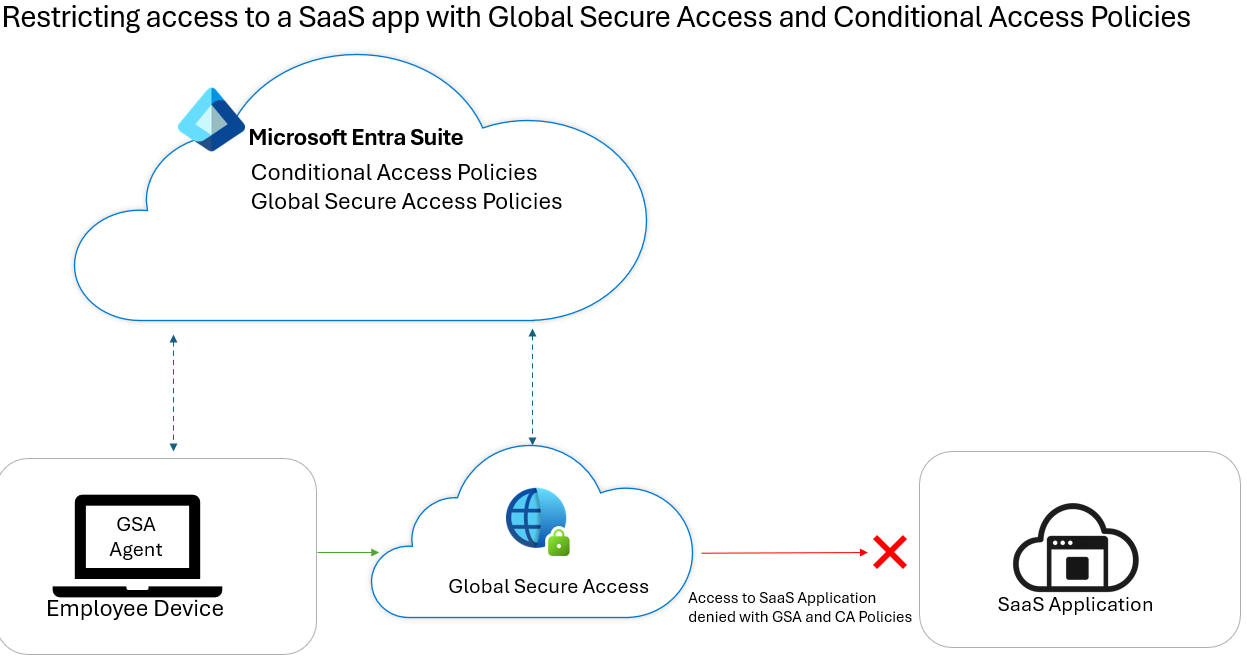 Restricting access to a SaaS app with Global Secure Access and Conditional Access Policies
Microsoft Entra Suite
Conditional Access Policies
Global Secure Access Policies
GSA
Agent
Employee Device
Global Secure Access
Access to SaaS Application
denied with GSA and CA Policies
SaaS Application